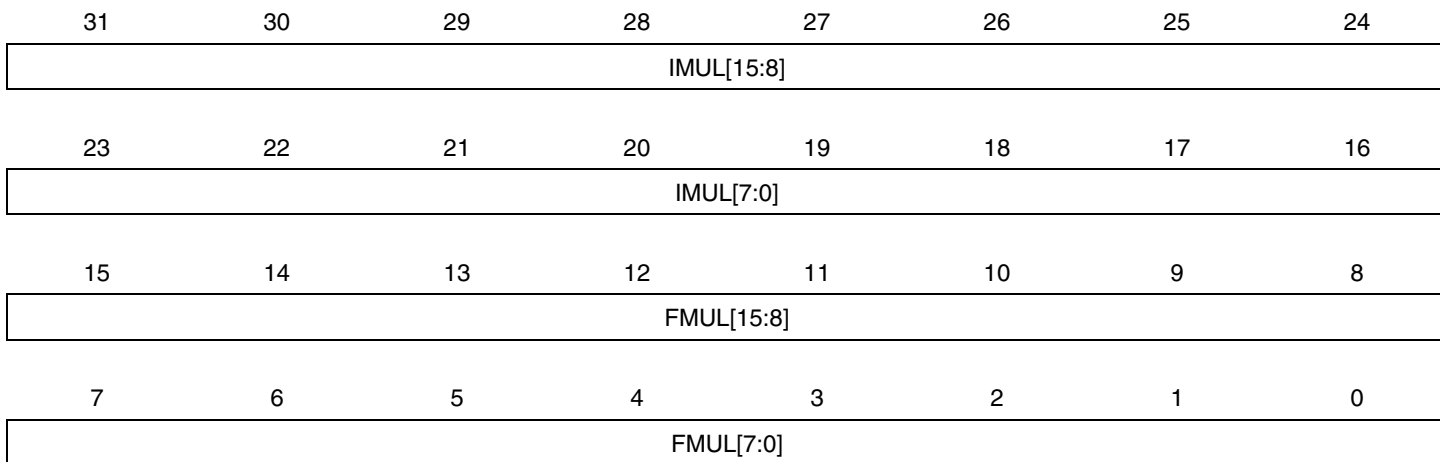 31 30 29 28 27 26 25 24
IMUL[15:8]
23 22 21 20 19 18 17 16
IMUL[7:0]
15 14 13 12 11 10 9 8
FMUL[15:8]
7 6 5 4 3 2 1 0
FMUL[7:0]